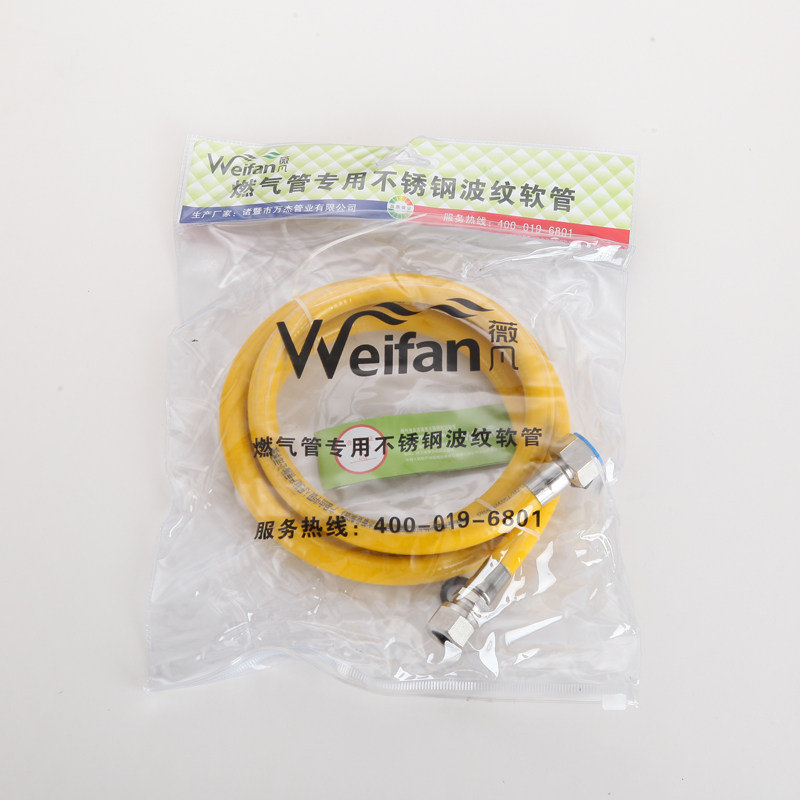 Weifan 薇凡
燃气管专用不锈钢波纹软管
生产厂家：诸暨市万杰管业有限公司
服务热线：400-019-6801
Weifan 薇凡
燃气管专用不锈钢波纹软管
服务热线：400-019-6801